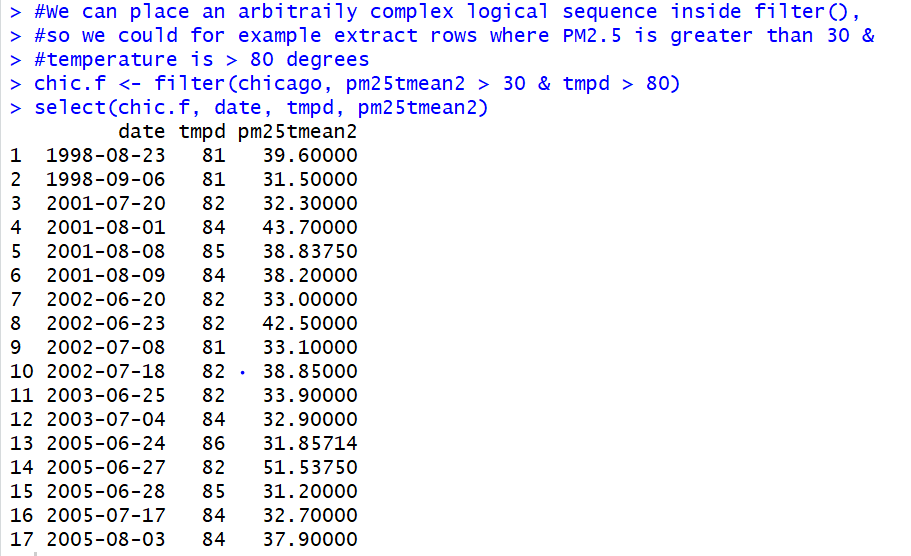 > #we can place an arbitraily complex logical sequence inside filter(),
> #so we could for example extract rows where PM2.5 is greater than 30 &
> #temperature is > 80 degrees
> chic.f <- filter(chicago, pm25tmean2 > 30 & tmpd > 80)
> select(chic.f, date, tmpd, pm25tmean2)
date tmpd pm25tmean2
1 1998-08-23 81 39.60000
2 1998-09-06 81 31.50000
3 2001-07-20 82 32.30000
4 2001-08-01 84 43.70000
5 2001-08-08 85 38.83750
6 2001-08-09 84 38.20000
7 2002-06-20 82 33.00000
8 2002-06-23 82 42.50000
9 2002-07-08 81 33.10000
10 2002-07-18 82 38.85000
11 2003-06-25 82 33.90000
12 2003-07-04 84 32.90000
13 2005-06-24 86 31.85714
14 2005-06-27 82 51.53750
15 2005-06-28 85 31.20000
16 2005-07-17 84 32.70000
17 2005-08-03 84 37.90000